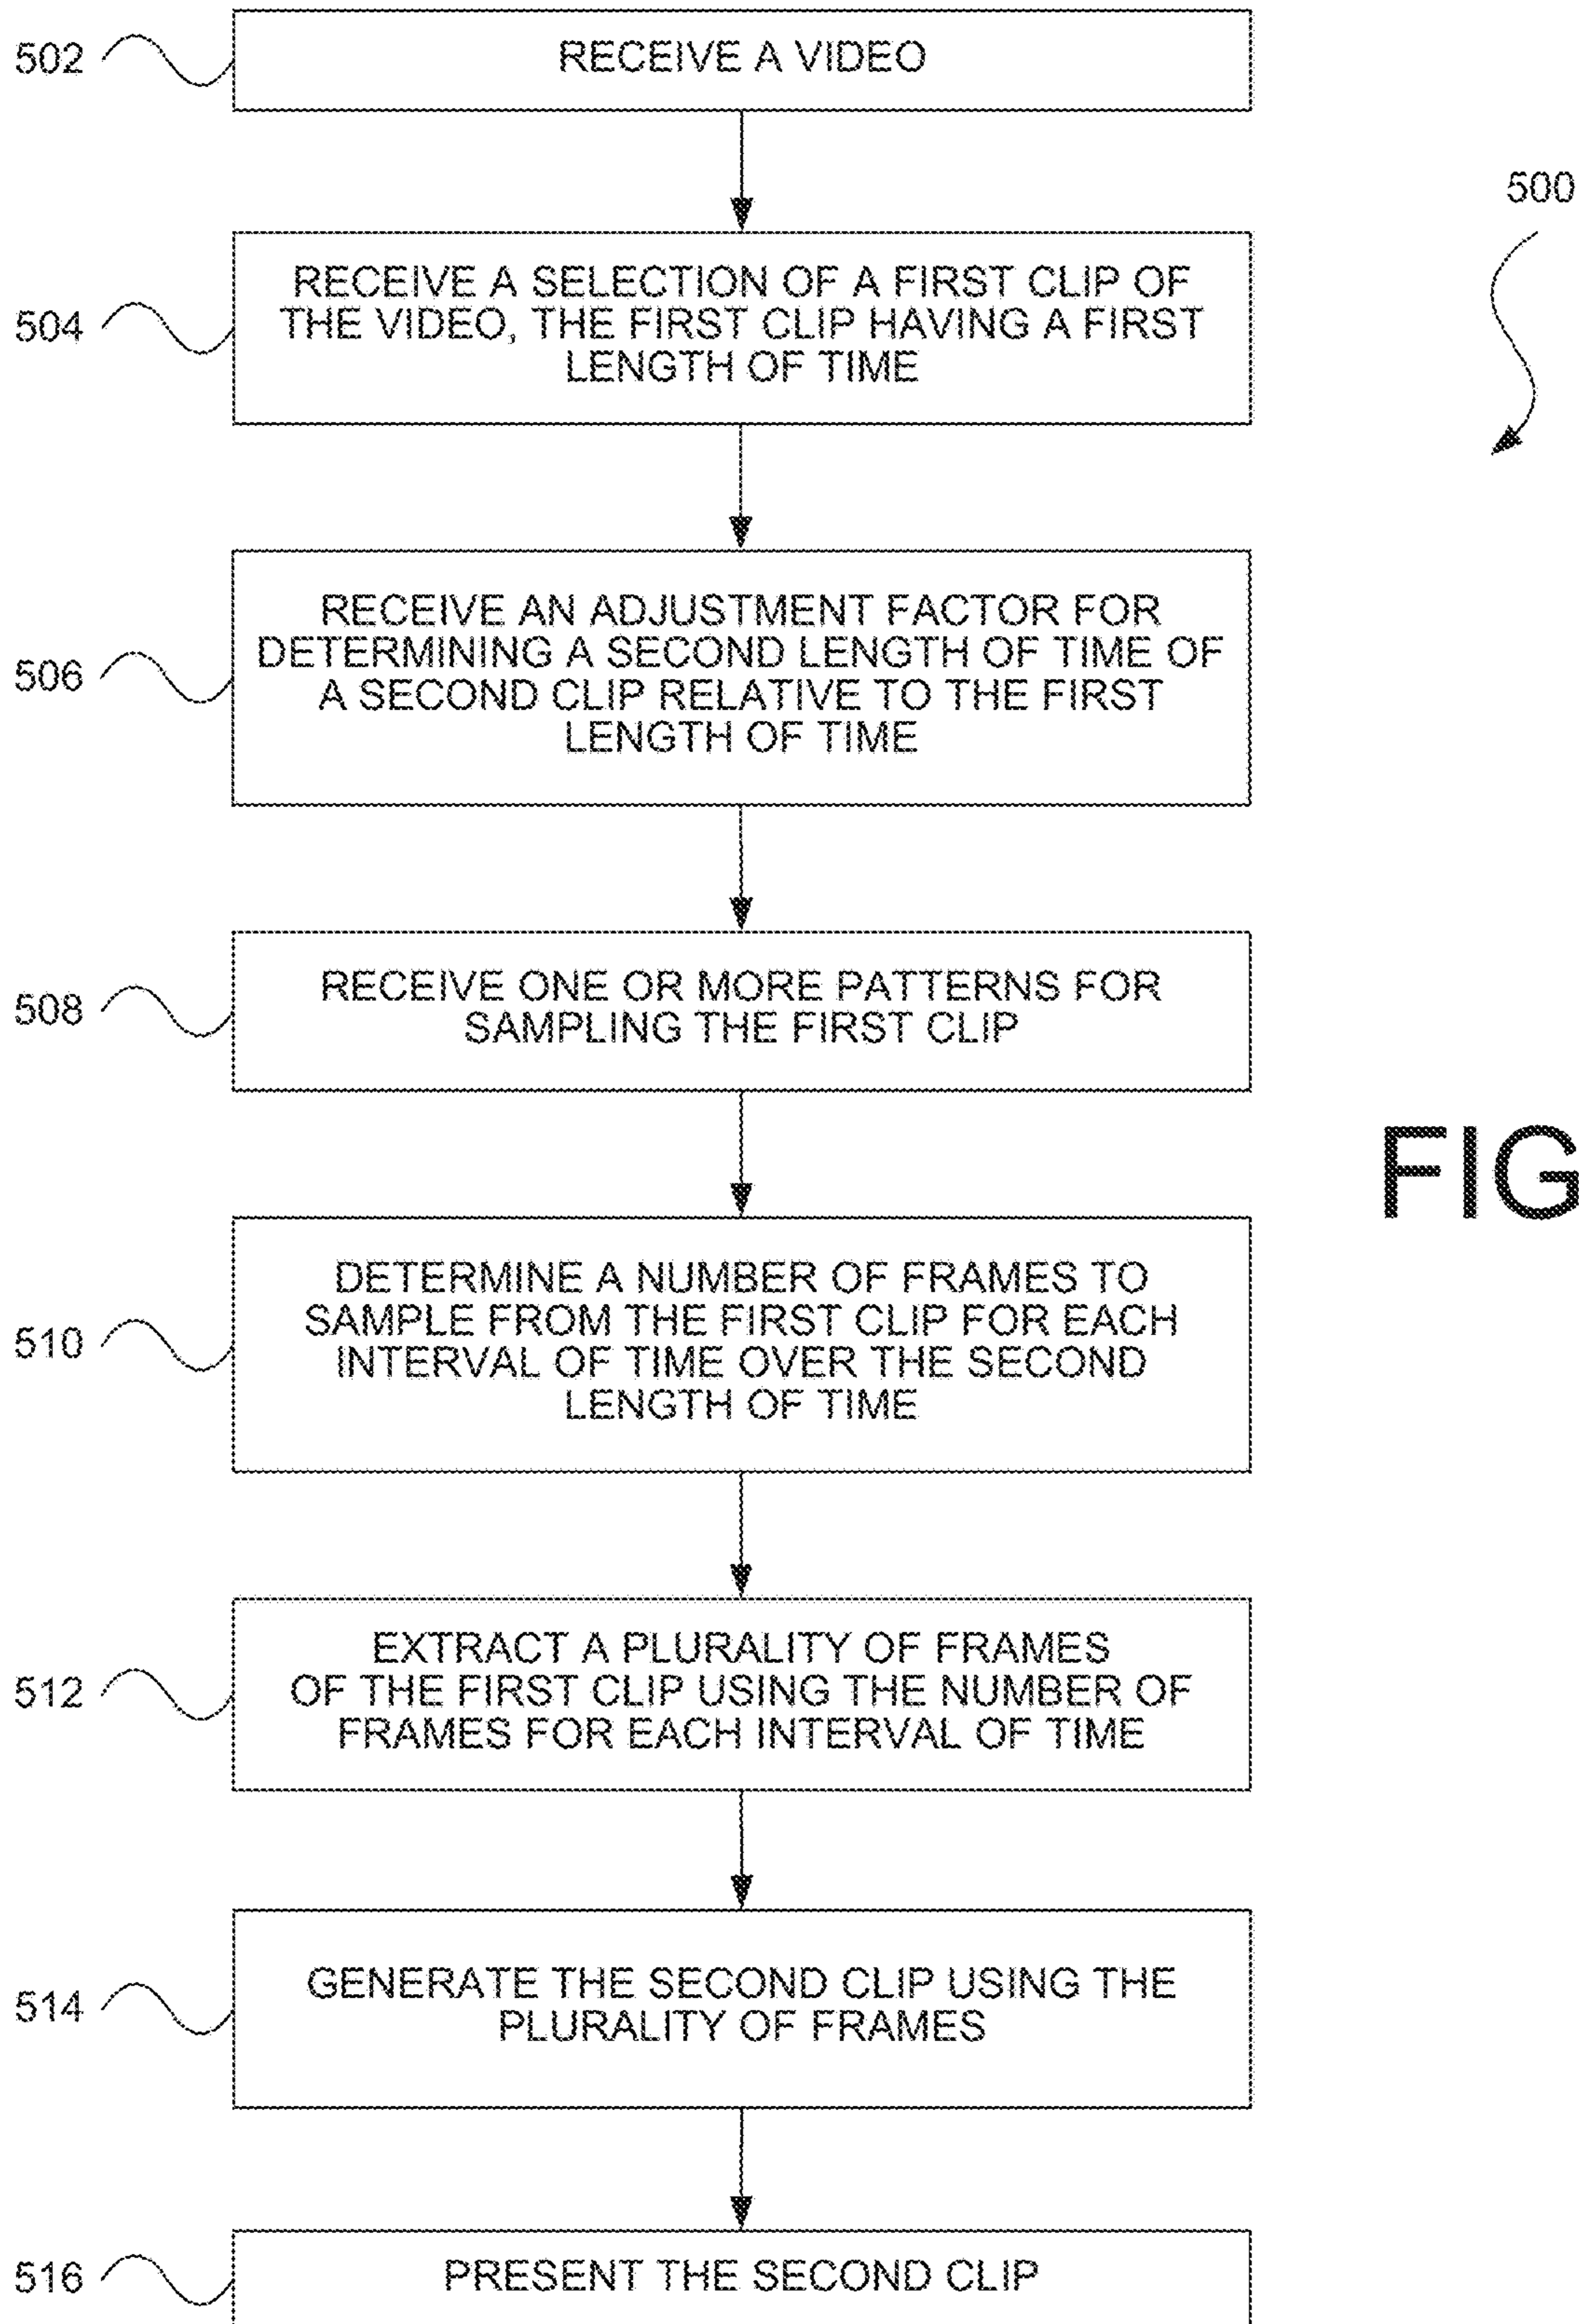 502
RECEIVE A VIDEO
500
504
RECEIVE A SELECTION OF A FIRST CLIP OF
THE VIDEO, THE FIRST CLIP HAVING A FIRST
LENGTH OF TIME
506
RECEIVE AN ADJUSTMENT FACTOR FOR
DETERMINING A SECOND LENGTH OF TIME OF
A SECOND CLIP RELATIVE TO THE FIRST
LENGTH OF TIME
508
RECEIVE ONE OR MORE PATTERNS FOR
SAMPLING THE FIRST CLIP
FIG
510
DETERMINE A NUMBER OF FRAMES TO
SAMPLE FROM THE FIRST CLIP FOR EACH
INTERVAL OF TIME OVER THE SECOND
LENGTH OF TIME
512
EXTRACT A PLURALITY OF FRAMES
OF THE FIRST CLIP USING THE NUMBER OF
FRAMES FOR EACH INTERVAL OF TIME
514
GENERATE THE SECOND CLIP USING THE
PLURALITY OF FRAMES
516
PRESENT THE SECOND CLIP